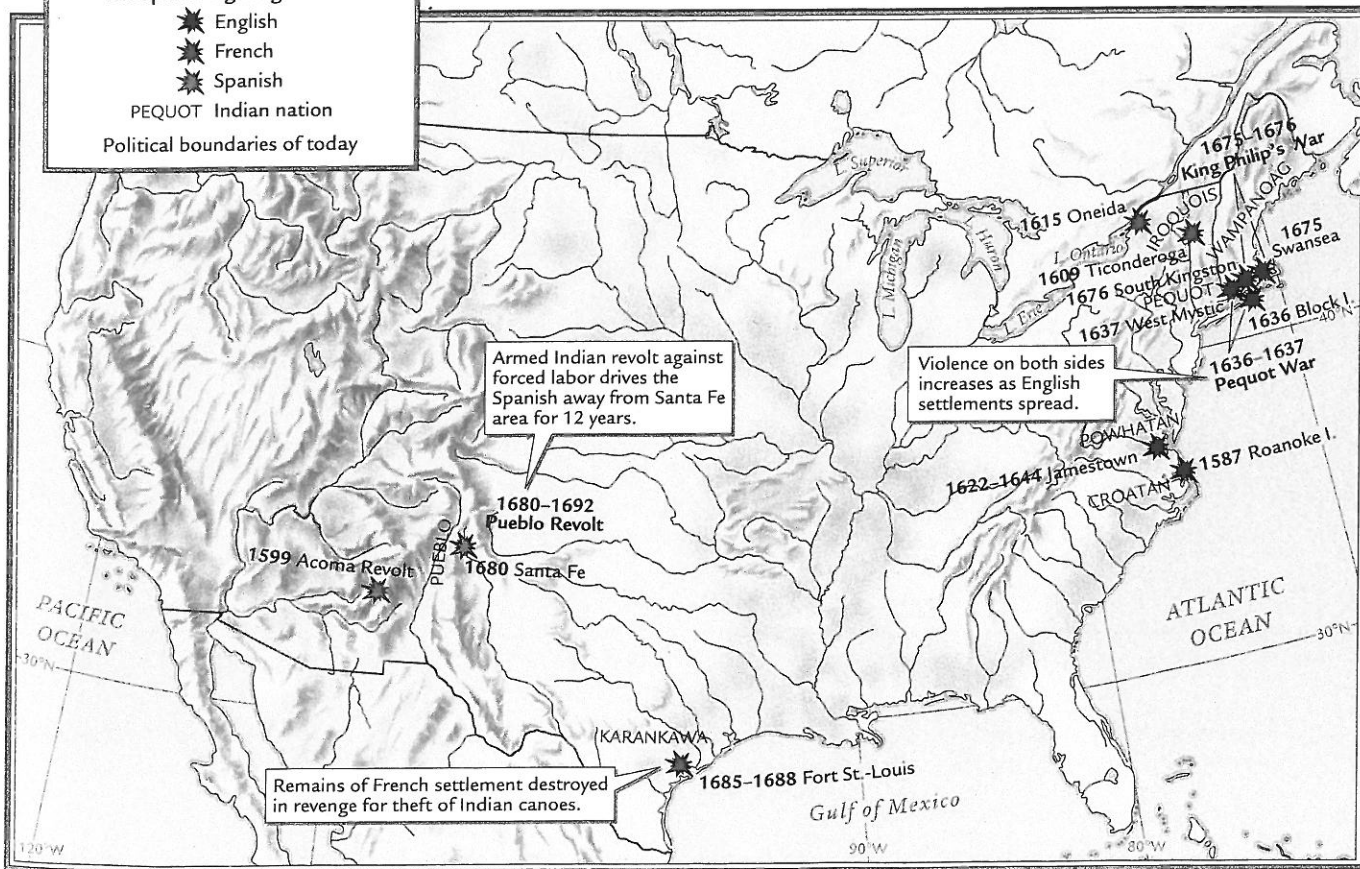 English
French
Spanish
PEQUOT Indian nation
Political boundaries of today
1675–1676
King Philip's War
L. Superior
1615 Oneida
IROQUOIS
WAMPANOAG
1675
Swansea
L. Michigan
Huron
L. Ontario
1609 Ticonderoga
1676 South Kingston
PEQUOT
L. Erie
1637 West Mystic
1636 Block I.
40°N
1636–1637
Pequot War
Armed Indian revolt against
forced labor drives the
Spanish away from Santa Fe
area for 12 years.
Violence on both sides
increases as English
settlements spread.
POWHATAN
1622–1644 Jamestown
1587 Roanoke I.
CROATAN
1680–1692
Pueblo Revolt
PUEBLO
1599 Acoma Revolt
1680 Santa Fe
PACIFIC
OCEAN
ATLANTIC
OCEAN
30°N
30°N
KARANKAWA
1685–1688 Fort St.-Louis
Remains of French settlement destroyed
in revenge for theft of Indian canoes.
Gulf of Mexico
120°W
90°W
80°W